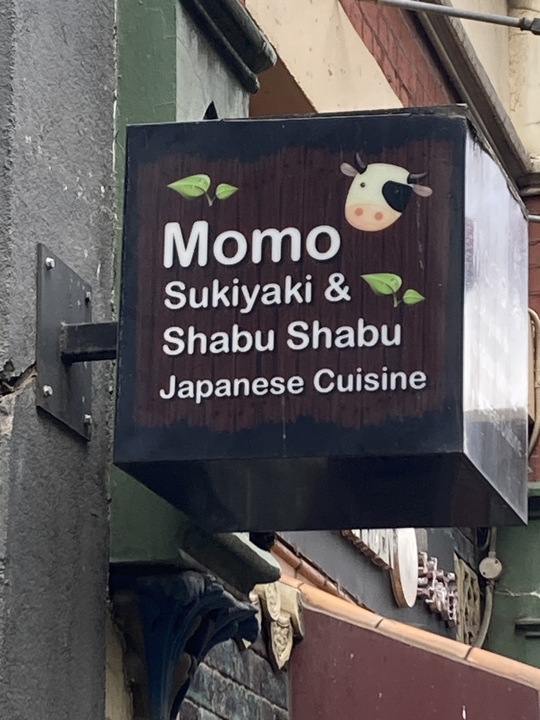 Momo
Sukiyaki &
Shabu Shabu
Japanese Cuisine